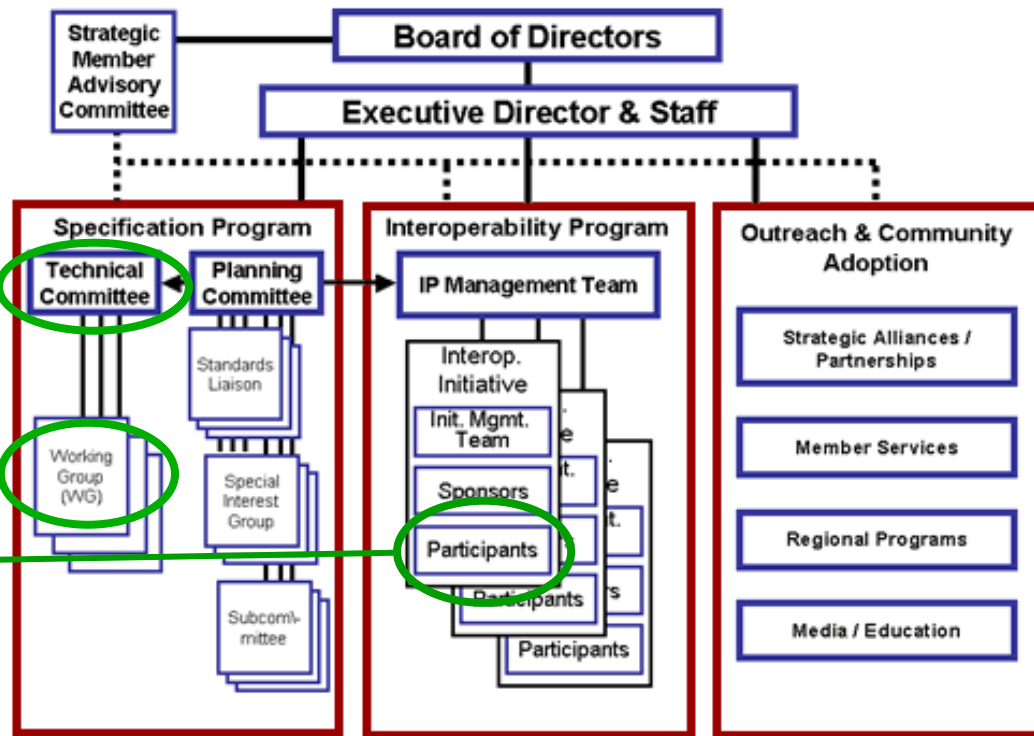 Strategic
Member
Advisory
Committee
Board of Directors
Executive Director & Staff
Specification Program
Technical
Committee
Planning
Committee
Standards
Liaison
Working
Group
(WG)
Special
Interest
Group
Subcom\-
mittee
Interoperability Program
IP Management Team
Interop.
Initiative
Init. Mgmt.
Team
Sponsors
Participants
Participants
Participants
Outreach & Community
Adoption
Strategic Alliances /
Partnerships
Member Services
Regional Programs
Media / Education